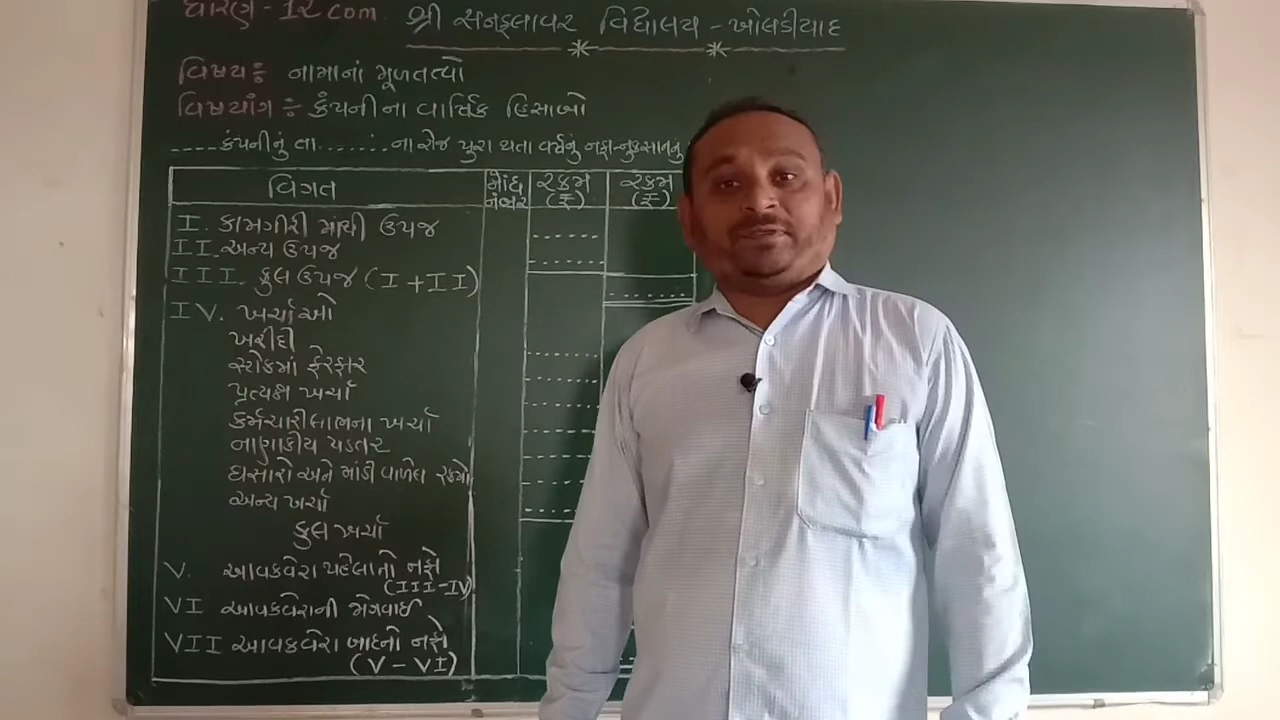 ધોરણ - 12 Com શ્રી સનફલાવર વિદ્યાલય - ખોલડીયાદ
વિષય : નામાનાં મૂળતત્વો
વિષયાંગ : કંપનીના વાર્ષિક હિસાબો
....કંપનીનું તા........ના રોજ પુરા થતા વર્ષનું નફા-નુકસાનનું
વિગત નોંધ નંબર રકમ (₹) રકમ (₹)
I. કામગીરી માંથી ઉપજ
II. અન્ય ઉપજ
III. કુલ ઉપજ (I + II)
IV. ખર્ચાઓ
ખરીદી
સ્ટોકમાં ફેરફાર
પ્રત્યક્ષ ખર્ચા
કર્મચારીલાભના ખર્ચા
નાણાકીય પડતર
ઘસારો અને માંડી વાળેલ રકમો
અન્ય ખર્ચા
કુલ ખર્ચા
V. આવકવેરા પહેલાનો નફો
(III - IV)
VI આવકવેરાની જોગવાઈ
VII આવકવેરા બાદનો નફો
(V - VI)